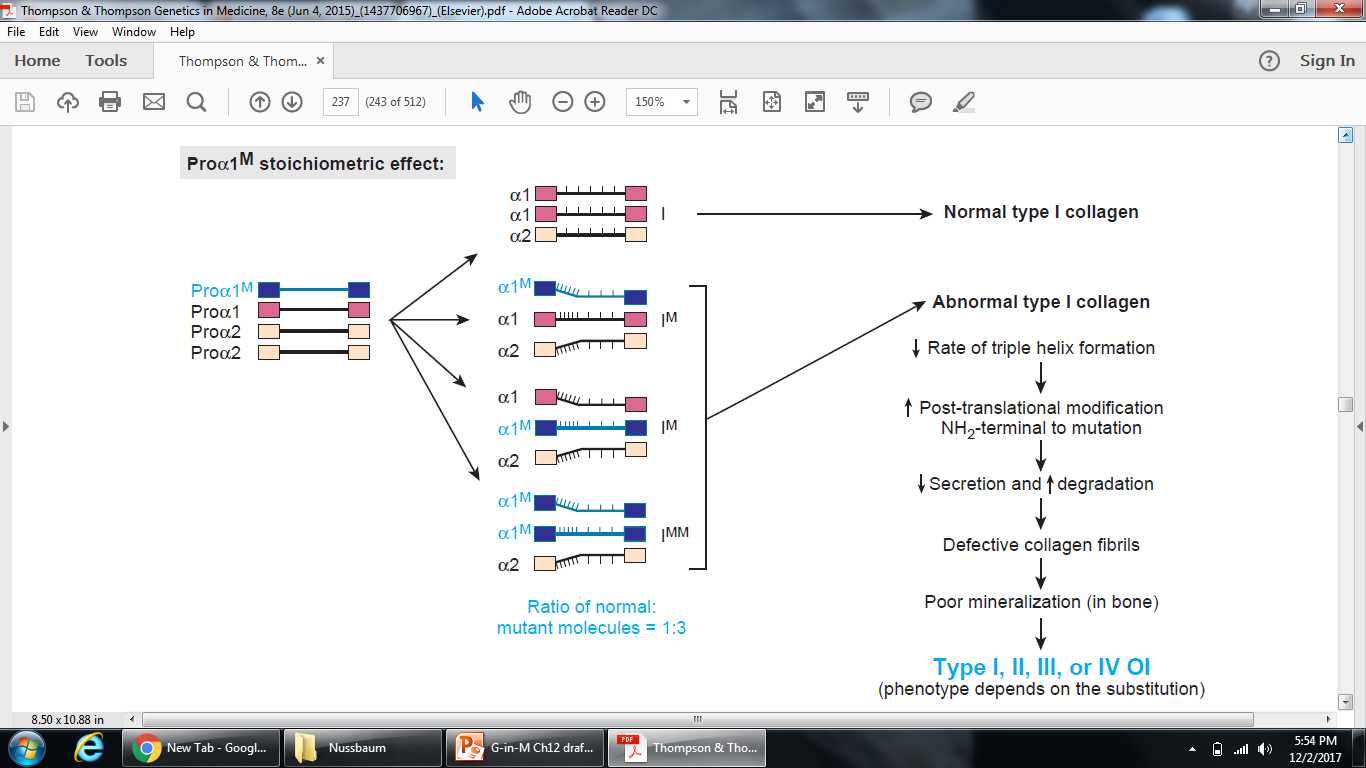 Thompson & Thompson Genetics in Medicine, 8e (Jun 4, 2015)_(1437706967)_(Elsevier).pdf - Adobe Acrobat Reader DC
File Edit View Window Help
Home Tools Thompson & Thom... × ? Sign In
237 (243 of 512) 150%
Proα1M stoichiometric effect:
α1
α1 I
α2
Normal type I collagen
Proα1M
Proα1
Proα2
Proα2
α1M
α1 IM
α2
α1
α1M IM
α2
α1M
α1M IMM
α2
Ratio of normal:
mutant molecules = 1:3
Abnormal type I collagen
↓ Rate of triple helix formation
↑ Post-translational modification
NH2-terminal to mutation
↓ Secretion and ↑ degradation
Defective collagen fibrils
Poor mineralization (in bone)
Type I, II, III, or IV OI
(phenotype depends on the substitution)
8.50 x 10.88 in
New Tab - Googl... Nussbaum G-in-M Ch12 draf... PDF Thompson & Tho... 5:54 PM
12/2/2017